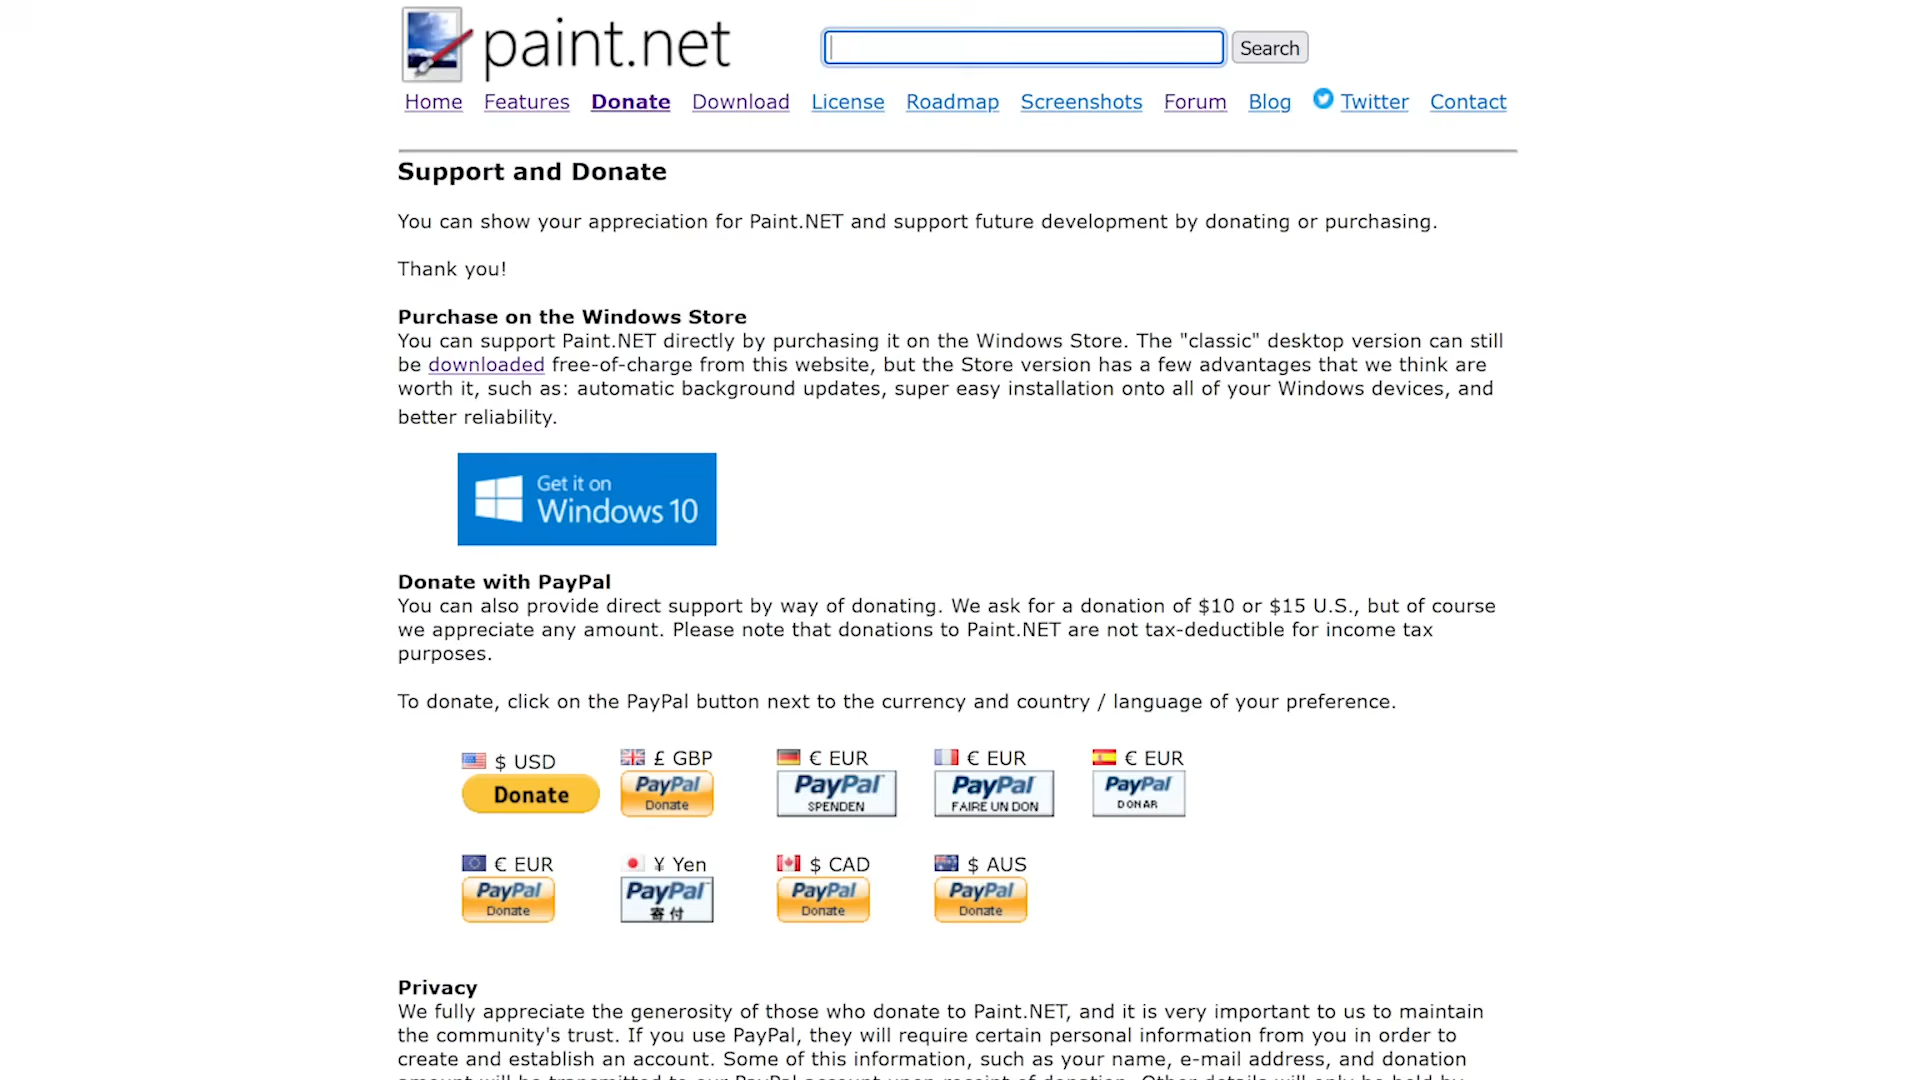 paint.net
Search
Home Features Donate Download License Roadmap Screenshots Forum Blog Twitter Contact
Support and Donate
You can show your appreciation for Paint.NET and support future development by donating or purchasing.
Thank you!
Purchase on the Windows Store
You can support Paint.NET directly by purchasing it on the Windows Store. The "classic" desktop version can still
be downloaded free-of-charge from this website, but the Store version has a few advantages that we think are
worth it, such as: automatic background updates, super easy installation onto all of your Windows devices, and
better reliability.
Get it on
Windows 10
Donate with PayPal
You can also provide direct support by way of donating. We ask for a donation of $10 or $15 U.S., but of course
we appreciate any amount. Please note that donations to Paint.NET are not tax-deductible for income tax
purposes.
To donate, click on the PayPal button next to the currency and country / language of your preference.
$ USD £ GBP € EUR € EUR € EUR
Donate PayPal PayPal PayPal PayPal
Donate SPENDEN FAIRE UN DON DONAR
€ EUR ¥ Yen $ CAD $ AUS
PayPal PayPal PayPal PayPal
Donate 寄付 Donate Donate
Privacy
We fully appreciate the generosity of those who donate to Paint.NET, and it is very important to us to maintain
the community's trust. If you use PayPal, they will require certain personal information from you in order to
create and establish an account. Some of this information, such as your name, e-mail address, and donation